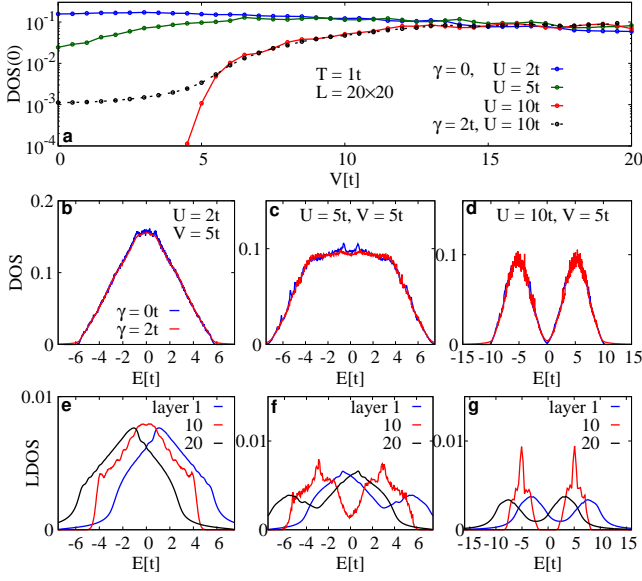 10⁻¹
10⁻²
10⁻³
10⁻⁴
DOS(0)
T = 1t
L = 20×20
γ = 0, U = 2t
U = 5t
U = 10t
γ = 2t, U = 10t
a
0 5 10 15 20
V[t]
b
U = 2t
V = 5t
γ = 0t
γ = 2t
0.2
0.1
0
DOS
-6 -4 -2 0 2 4 6
E[t]
c
U = 5t, V = 5t
0.1
0
-6 -4 -2 0 2 4 6
E[t]
d
U = 10t, V = 5t
0.1
0
-15 -10 -5 0 5 10 15
E[t]
e
layer 1
10
20
0.01
0
LDOS
-6 -4 -2 0 2 4 6
E[t]
f
layer 1
10
20
0.01
0
-6 -4 -2 0 2 4 6
E[t]
g
layer 1
10
20
0.01
0
-15 -10 -5 0 5 10 15
E[t]